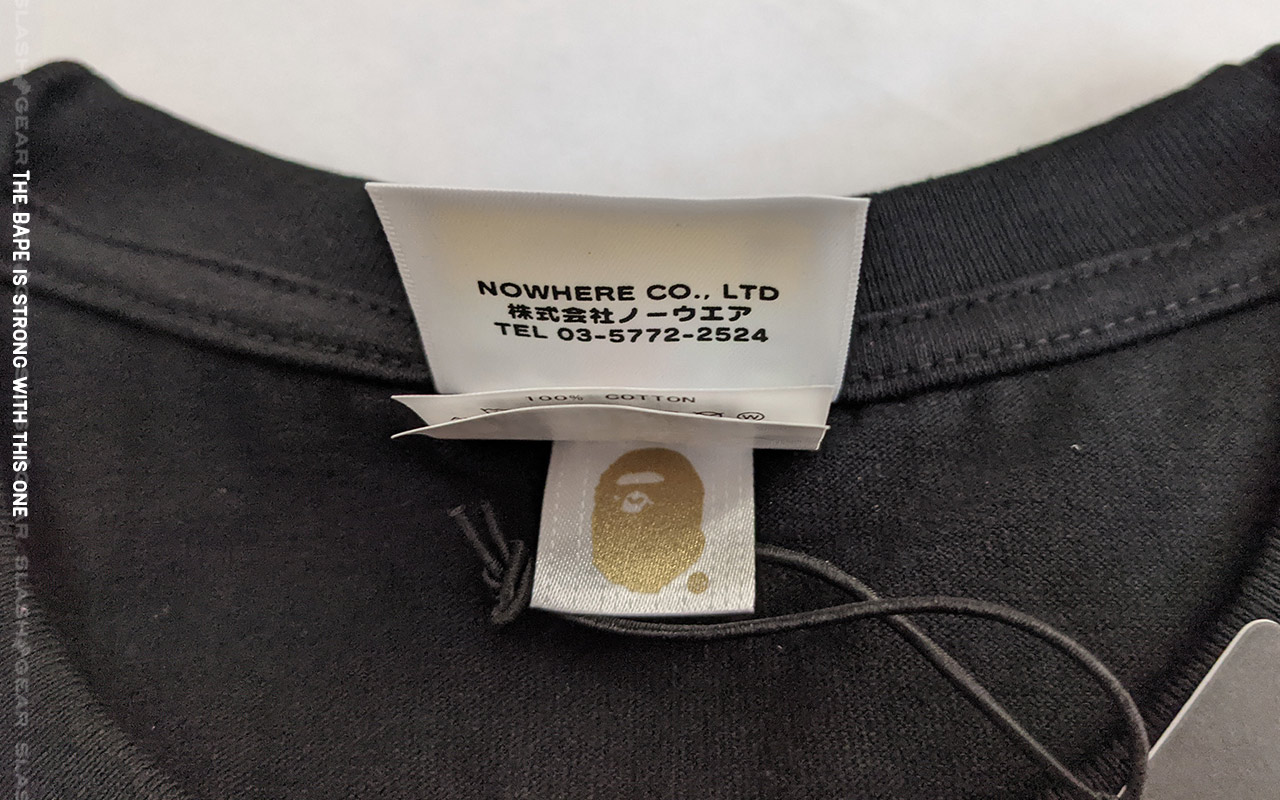 NOWHERE CO., LTD
株式会社ノーウエア
TEL 03-5772-2524
100% COTTON
W
®
THE BAPE IS STRONG WITH THIS ONE
SLASHGEAR
SLASHGEAR